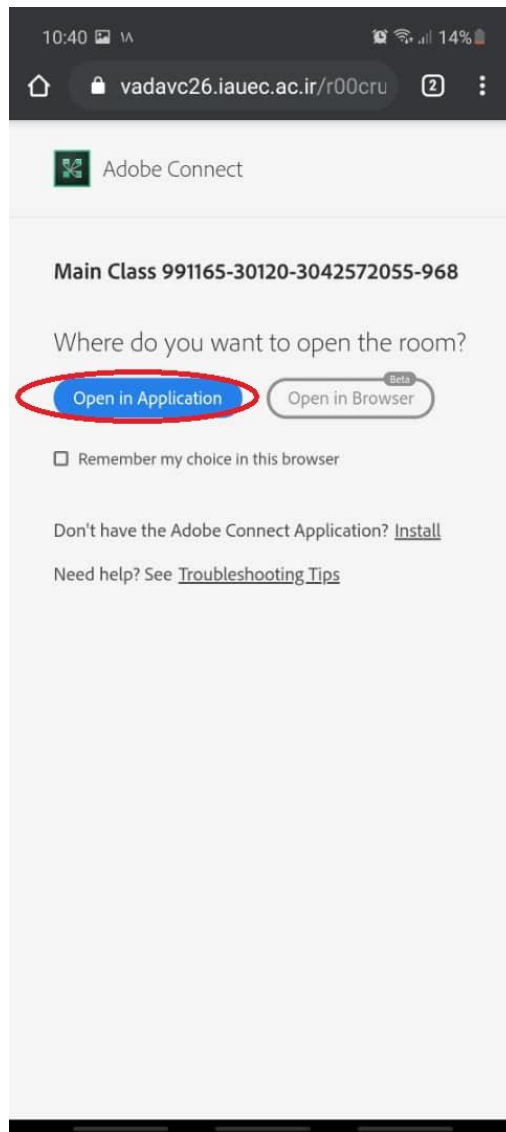 10:40 ١٨ 14%
vadavc26.iauec.ac.ir/r00cru 2
Adobe Connect
Main Class 991165-30120-3042572055-968
Where do you want to open the room?
Beta
Open in Application Open in Browser
Remember my choice in this browser
Don't have the Adobe Connect Application? Install
Need help? See Troubleshooting Tips